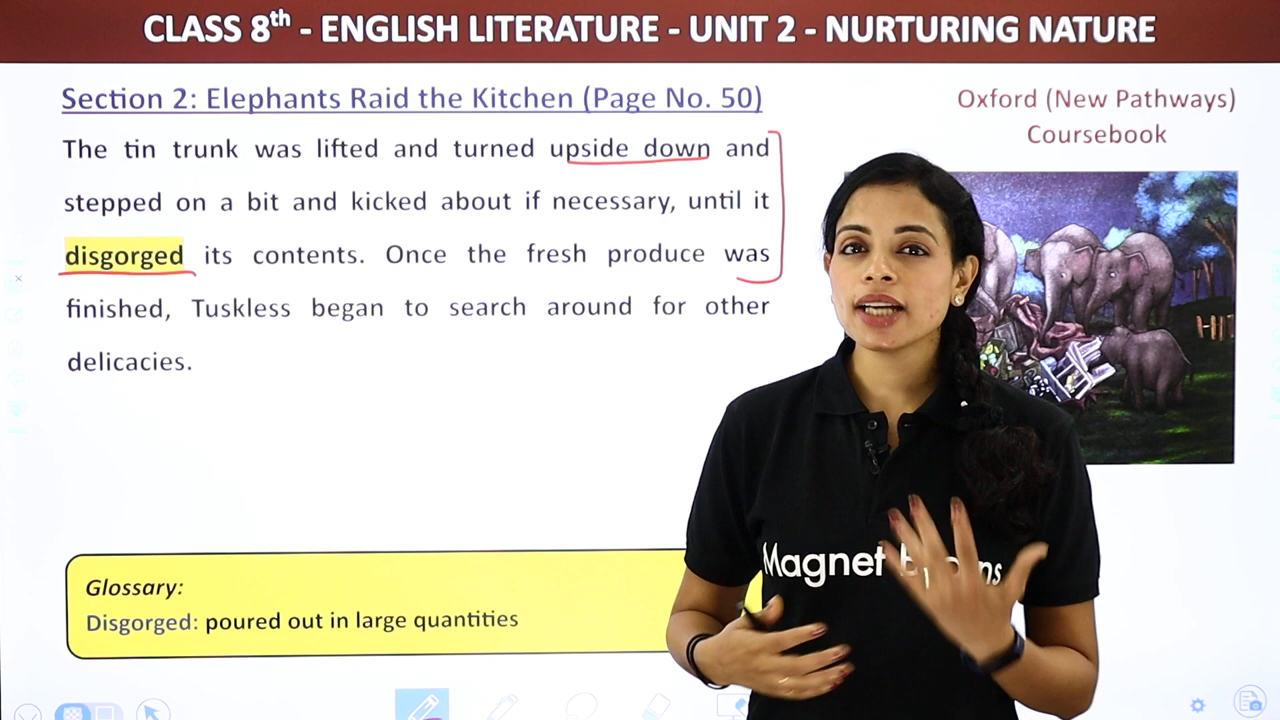 CLASS 8th - ENGLISH LITERATURE - UNIT 2 - NURTURING NATURE
Section 2: Elephants Raid the Kitchen (Page No. 50)
Oxford (New Pathways)
Coursebook
The tin trunk was lifted and turned upside down and
stepped on a bit and kicked about if necessary, until it
disgorged its contents. Once the fresh produce was
finished, Tuskless began to search around for other
delicacies.
Glossary:
Disgorged: poured out in large quantities
Magnet